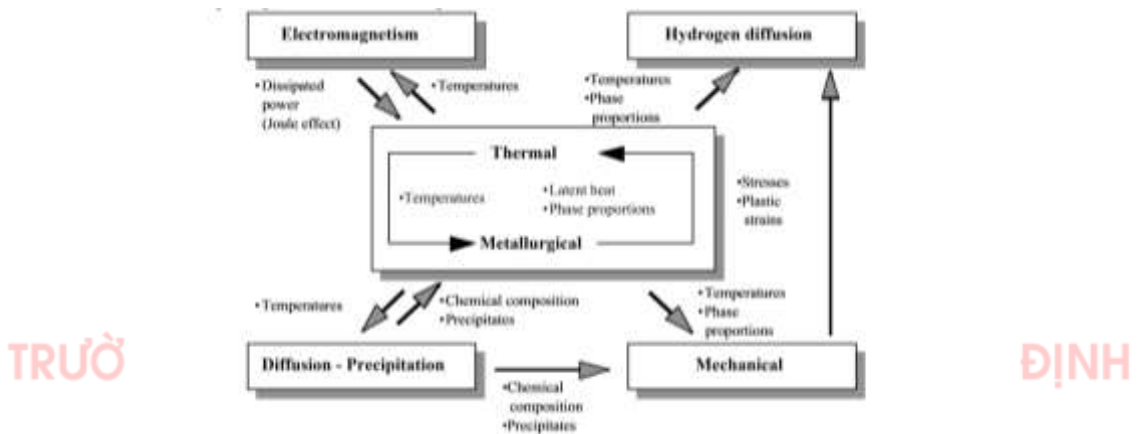 Electromagnetism
Hydrogen diffusion
•Dissipated
power
(Joule effect)
•Temperatures
•Temperatures
•Phase
proportions
Thermal
•Temperatures
•Latent heat
•Phase proportions
Metallurgical
•Stresses
•Plastic
strains
•Temperatures
•Chemical composition
•Precipitates
•Temperatures
•Phase
proportions
TRƯỜ
ĐỊNH
Diffusion - Precipitation
Mechanical
•Chemical
composition
•Precipitates